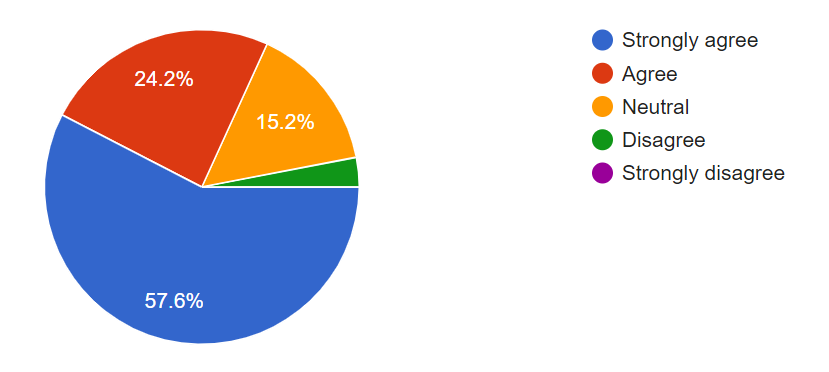 24.2%
15.2%
57.6%
Strongly agree
Agree
Neutral
Disagree
Strongly disagree